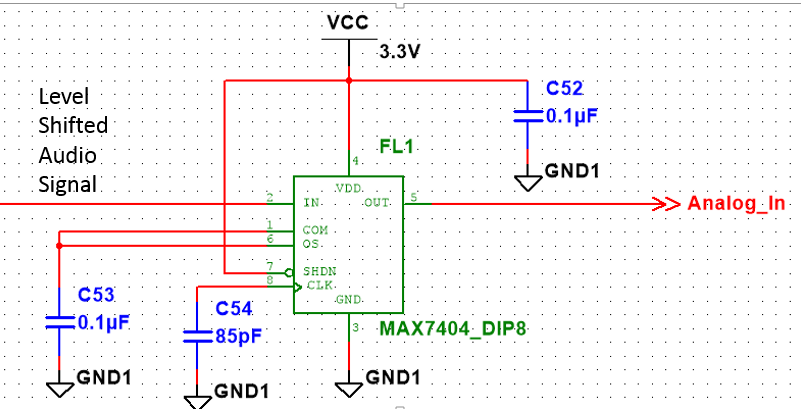 VCC
3.3V
Level
Shifted
Audio
Signal
C52
0.1µF
GND1
FL1
4
VDD
2
IN
OUT
5
Analog_In
1
COM
6
OS
7
SHDN
8
CLK
GND
3
MAX7404_DIP8
C53
0.1µF
GND1
C54
85pF
GND1
GND1